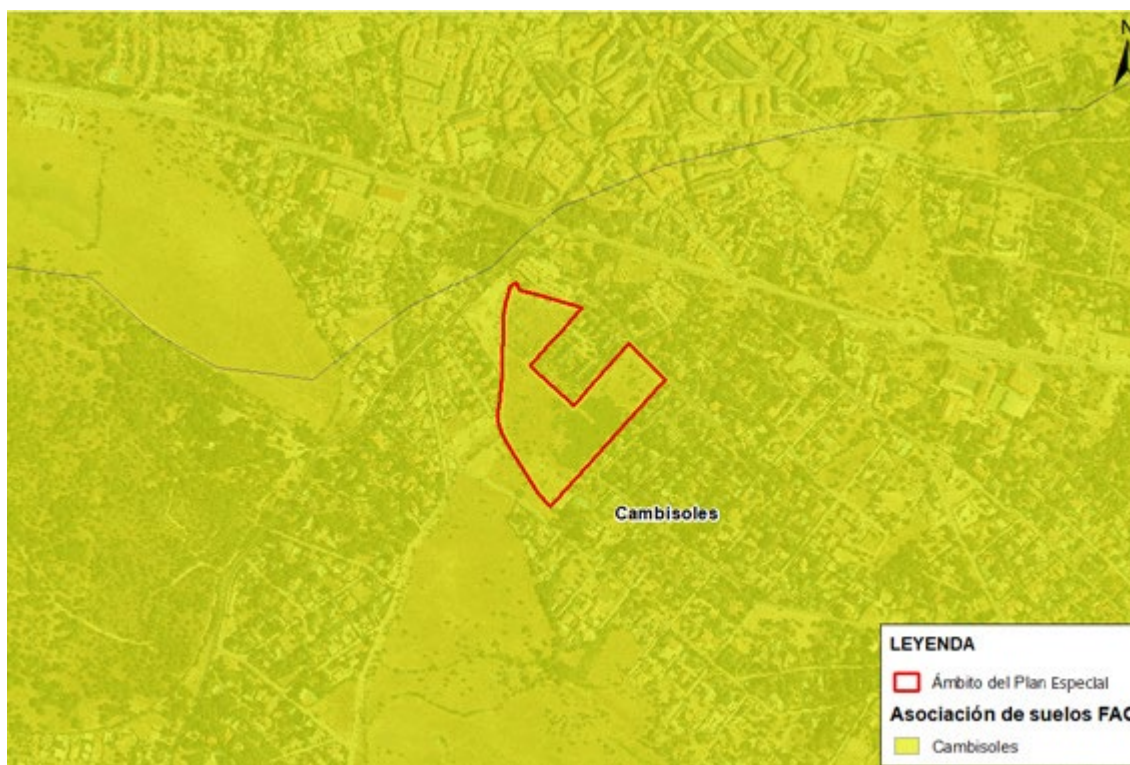 N
Cambisoles
LEYENDA
Ámbito del Plan Especial
Asociación de suelos FAO
Cambisoles